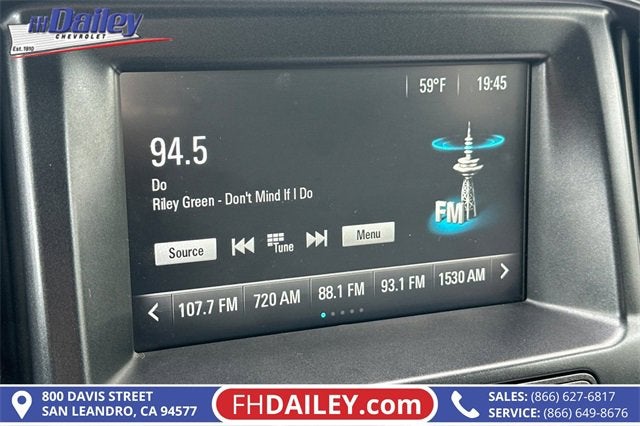 FH Dailey
CHEVROLET
Est. 1910
59°F 19:45
94.5
Do
Riley Green - Don't Mind If I Do
FM
Source Tune Menu
107.7 FM 720 AM 88.1 FM 93.1 FM 1530 AM
800 DAVIS STREET
SAN LEANDRO, CA 94577
FHDAILEY.com
SALES: (866) 627-6817
SERVICE: (866) 649-8676